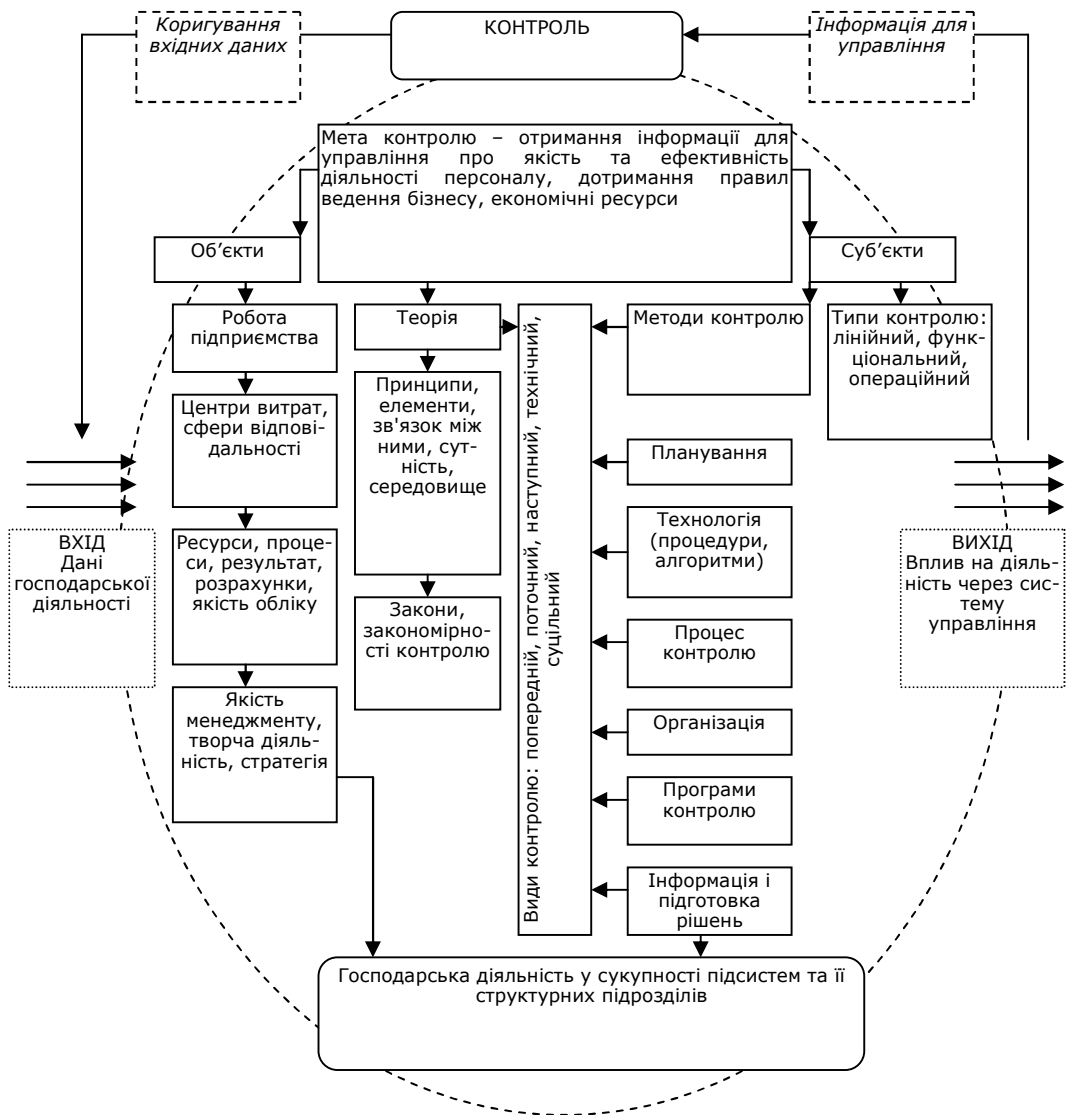 Коригування
вхідних даних
КОНТРОЛЬ
Інформація для
управління
Мета контролю – отримання інформації для
управління про якість та ефективність
діяльності персоналу, дотримання правил
ведення бізнесу, економічні ресурси
Об’єкти
Суб’єкти
Робота
підприємства
Теорія
Види контролю: попередній, поточний, наступний, технічний,
суцільний
Методи контролю
Типи контролю:
лінійний, функ-
ціональний,
операційний
Центри витрат,
сфери відпові-
дальності
Принципи,
елементи,
зв'язок між
ними, сут-
ність,
середовище
Планування
ВХІД
Дані
господарської
діяльності
Ресурси, проце-
си, результат,
розрахунки,
якість обліку
Технологія
(процедури,
алгоритми)
ВИХІД
Вплив на діяль-
ність через сис-
тему
управління
Закони,
закономірно-
сті контролю
Процес
контролю
Якість
менеджменту,
творча діяль-
ність, стратегія
Організація
Програми
контролю
Інформація і
підготовка
рішень
Господарська діяльність у сукупності підсистем та її
структурних підрозділів